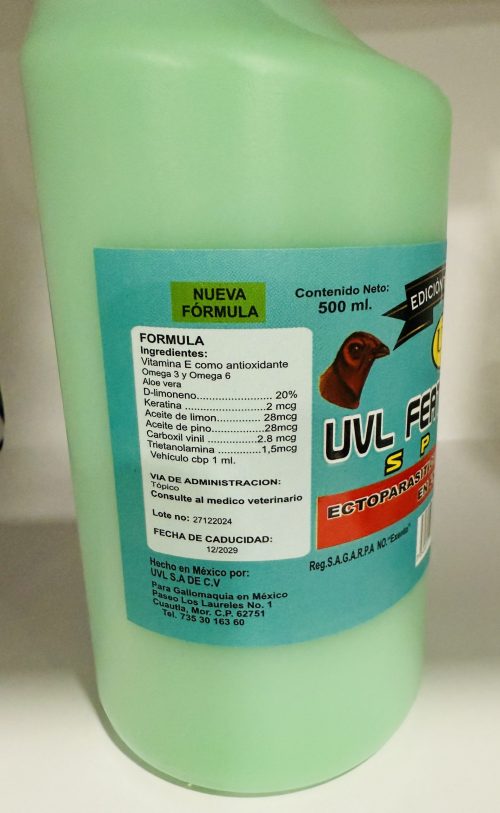 NUEVA
FÓRMULA
Contenido Neto:
500 ml.
EDICIÓN
FORMULA
Ingredientes:
Vitamina E como antioxidante
Omega 3 y Omega 6
Aloe vera
D-limoneno........................ 20%
Keratina ...........................2 mcg
Aceite de limon...............28mcg
Aceite de pino.................28mcg
Carboxil vinil ..................2.8 mcg
Trietanolamina ............1,5mcg
Vehículo cbp 1 ml.
VIA DE ADMINISTRACION:
Tópico
Consulte al medico veterinario
Lote no: 27122024
FECHA DE CADUCIDAD:
12/2029
UVL
S P
EN
Reg.S.A.G.A.R.P.A NO."Exento"
Hecho en México por:
UVL S.A DE C.V
Para Gallomaquia en México
Paseo Los Laureles No. 1
Cuautla, Mor. C.P. 62751
Tel. 735 30 163 60